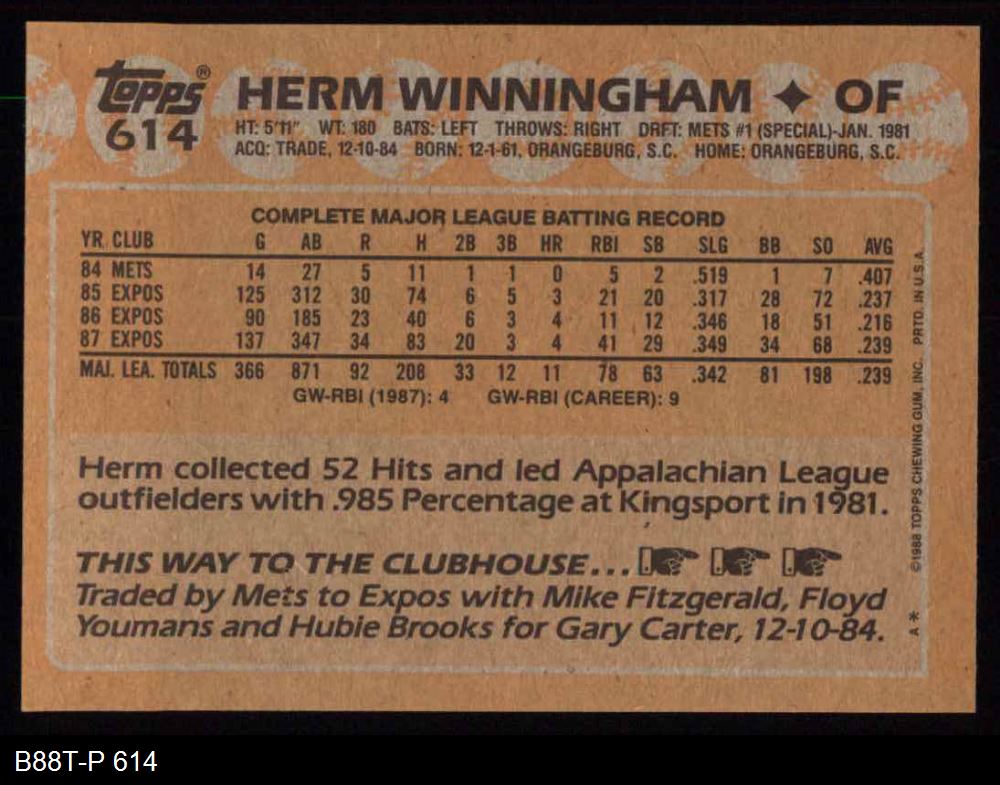 Topps®
614
HERM WINNINGHAM ✦ OF
HT: 5'11" WT: 180 BATS: LEFT THROWS: RIGHT DRFT: METS #1 (SPECIAL)-JAN. 1981
ACQ: TRADE, 12-10-84 BORN: 12-1-61, ORANGEBURG, S.C. HOME: ORANGEBURG, S.C.
COMPLETE MAJOR LEAGUE BATTING RECORD
YR CLUB G AB R H 2B 3B HR RBI SB SLG BB SO AVG
84 METS 14 27 5 11 1 1 0 5 2 .519 1 7 .407
85 EXPOS 125 312 30 74 6 5 3 21 20 .317 28 72 .237
86 EXPOS 90 185 23 40 6 3 4 11 12 .346 18 51 .216
87 EXPOS 137 347 34 83 20 3 4 41 29 .349 34 68 .239
MAJ. LEA. TOTALS 366 871 92 208 33 12 11 78 63 .342 81 198 .239
GW-RBI (1987): 4 GW-RBI (CAREER): 9
Herm collected 52 Hits and led Appalachian League
outfielders with .985 Percentage at Kingsport in 1981.
THIS WAY TO THE CLUBHOUSE...
Traded by Mets to Expos with Mike Fitzgerald, Floyd
Youmans and Hubie Brooks for Gary Carter, 12-10-84.
©1988 TOPPS CHEWING GUM, INC. PRTD. IN U.S.A.
A *
B88T-P 614